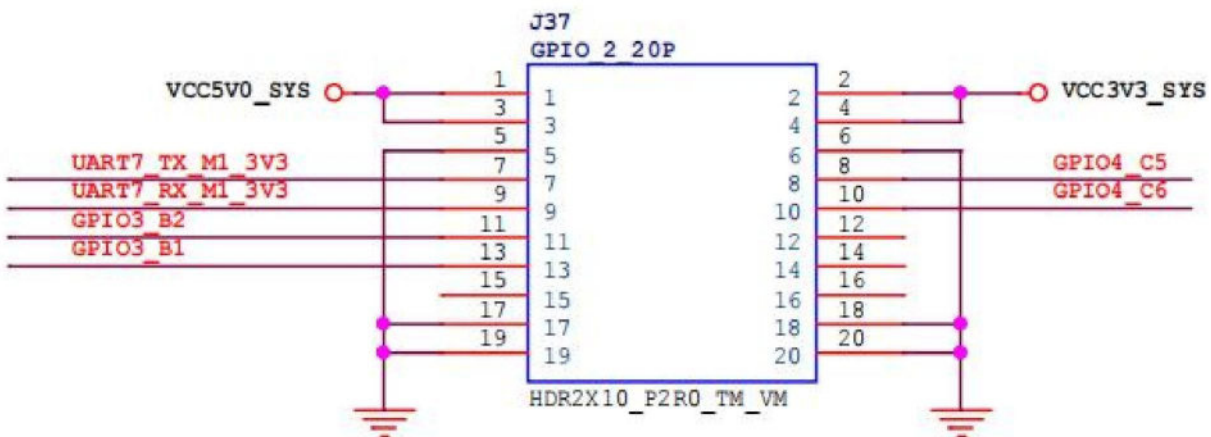 J37
GPIO_2_20P
VCC5V0_SYS 1 1 2 2 VCC3V3_SYS
3 3 4 4
5 5 6 6
UART7_TX_M1_3V3 7 7 8 8 GPIO4_C5
UART7_RX_M1_3V3 9 9 10 10 GPIO4_C6
GPIO3_B2 11 11 12 12
GPIO3_B1 13 13 14 14
15 15 16 16
17 17 18 18
19 19 20 20
HDR2X10_P2R0_TM_VM